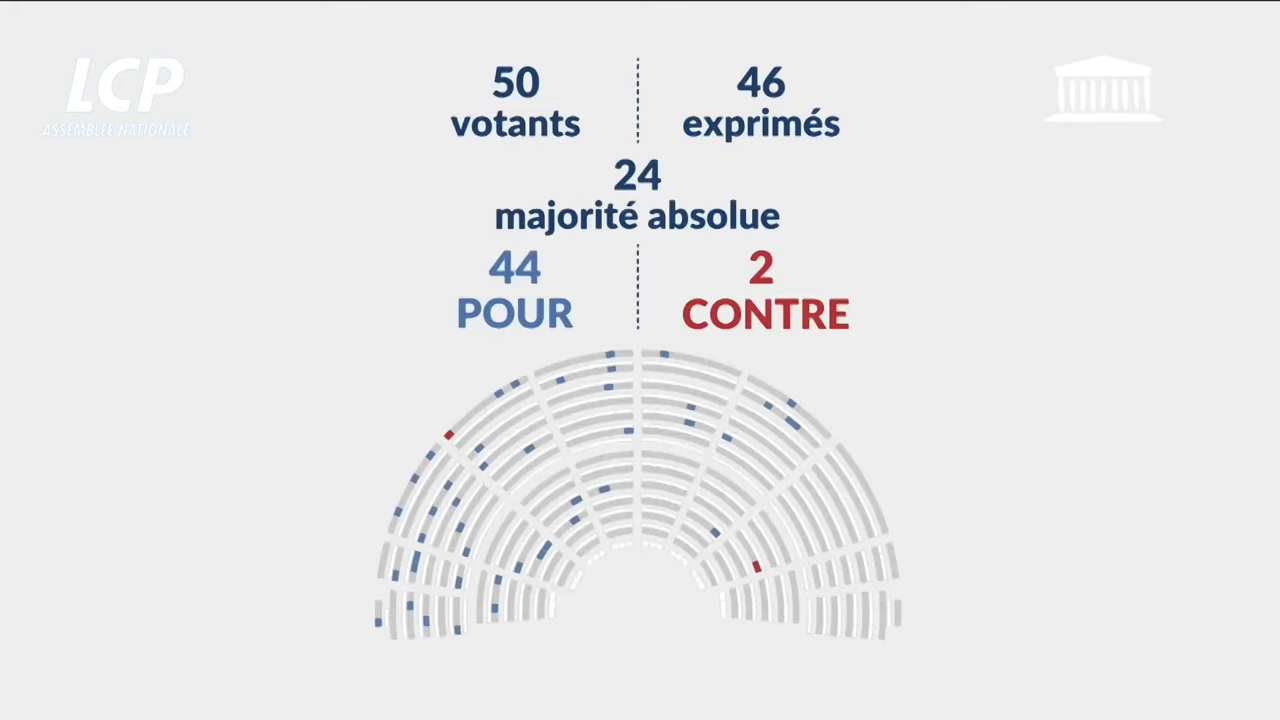 LCP
ASSEMBLÉE NATIONALE
50
votants
46
exprimés
24
majorité absolue
44
POUR
2
CONTRE